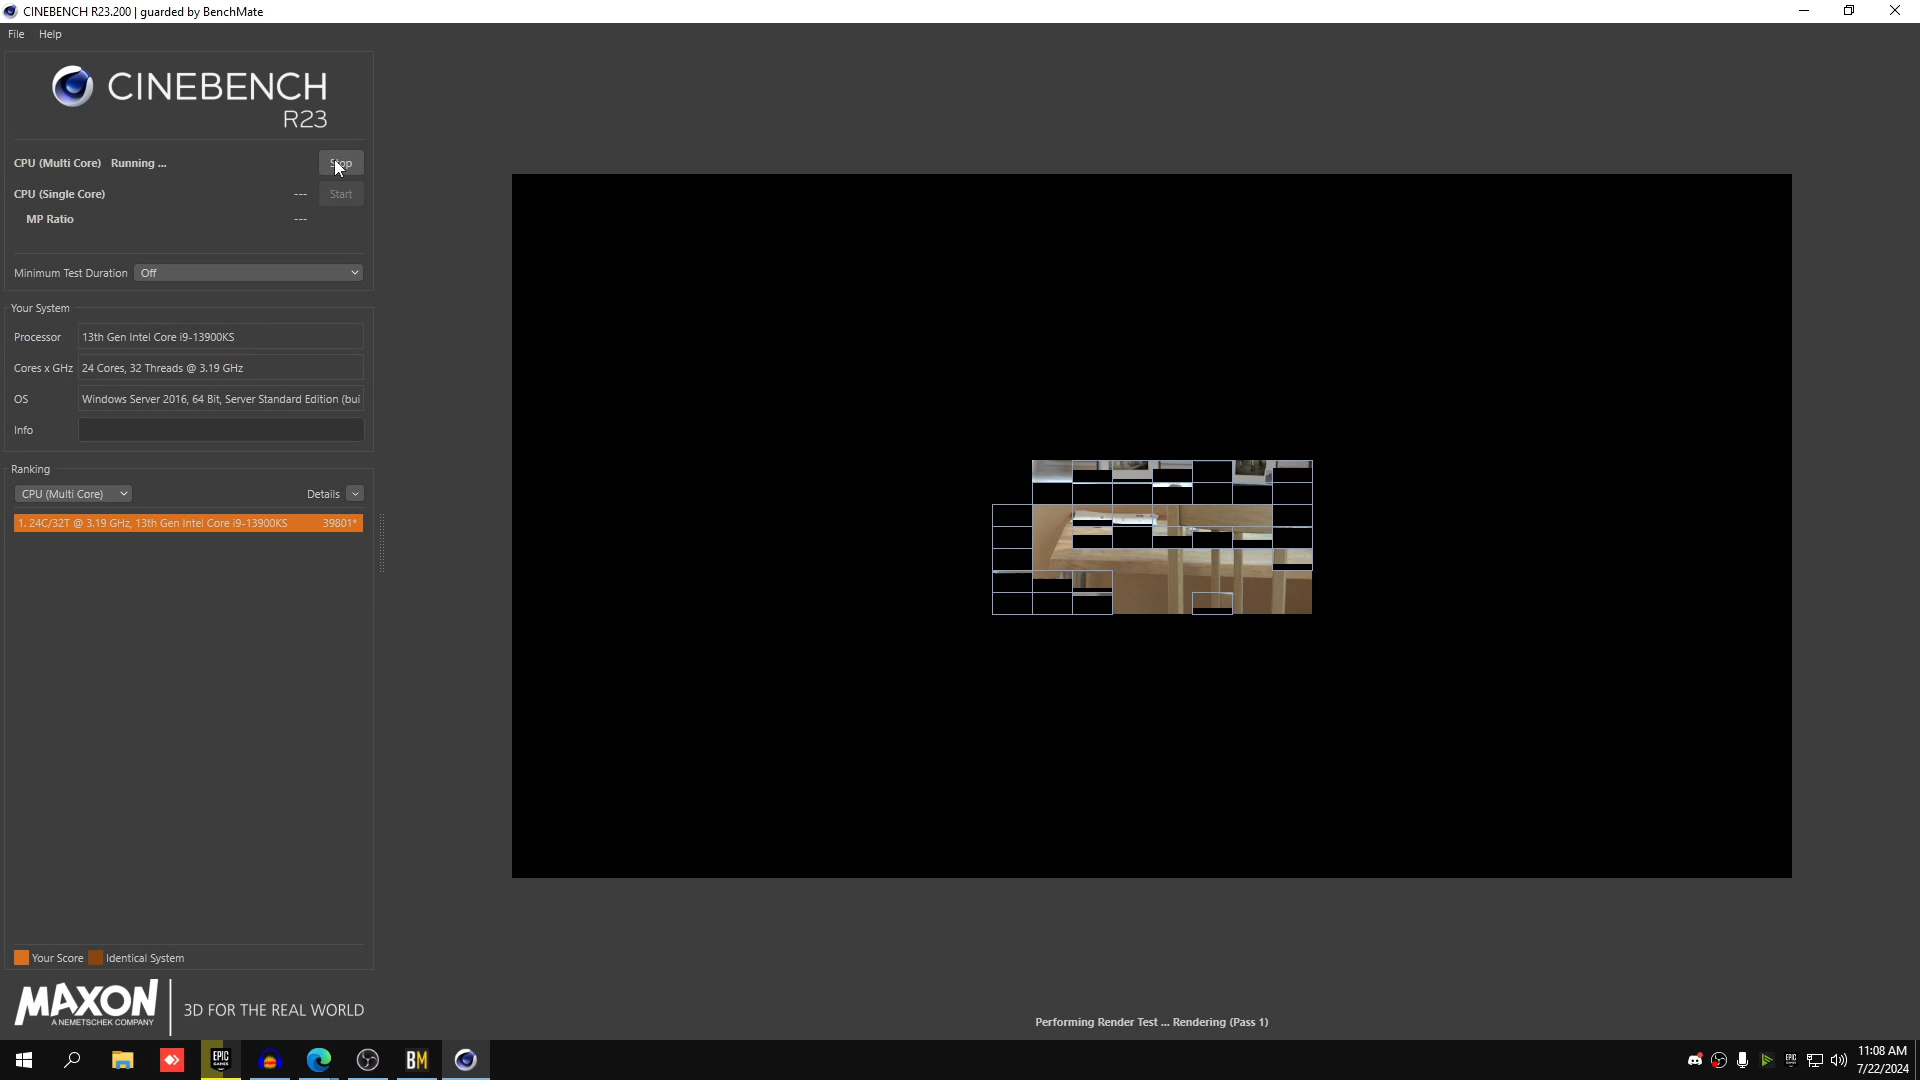 CINEBENCH R23.200 | guarded by BenchMate
File Help
CINEBENCH
R23
CPU (Multi Core) Running ... Stop
CPU (Single Core) --- Start
MP Ratio ---
Minimum Test Duration Off
Your System
Processor 13th Gen Intel Core i9-13900KS
Cores x GHz 24 Cores, 32 Threads @ 3.19 GHz
OS Windows Server 2016, 64 Bit, Server Standard Edition (bui
Info
Ranking
CPU (Multi Core) Details
1. 24C/32T @ 3.19 GHz, 13th Gen Intel Core i9-13900KS 39801*
Your Score Identical System
MAXON
A NEMETSCHEK COMPANY
3D FOR THE REAL WORLD
Performing Render Test ... Rendering (Pass 1)
EPIC
GAMES
BM
11:08 AM
7/22/2024